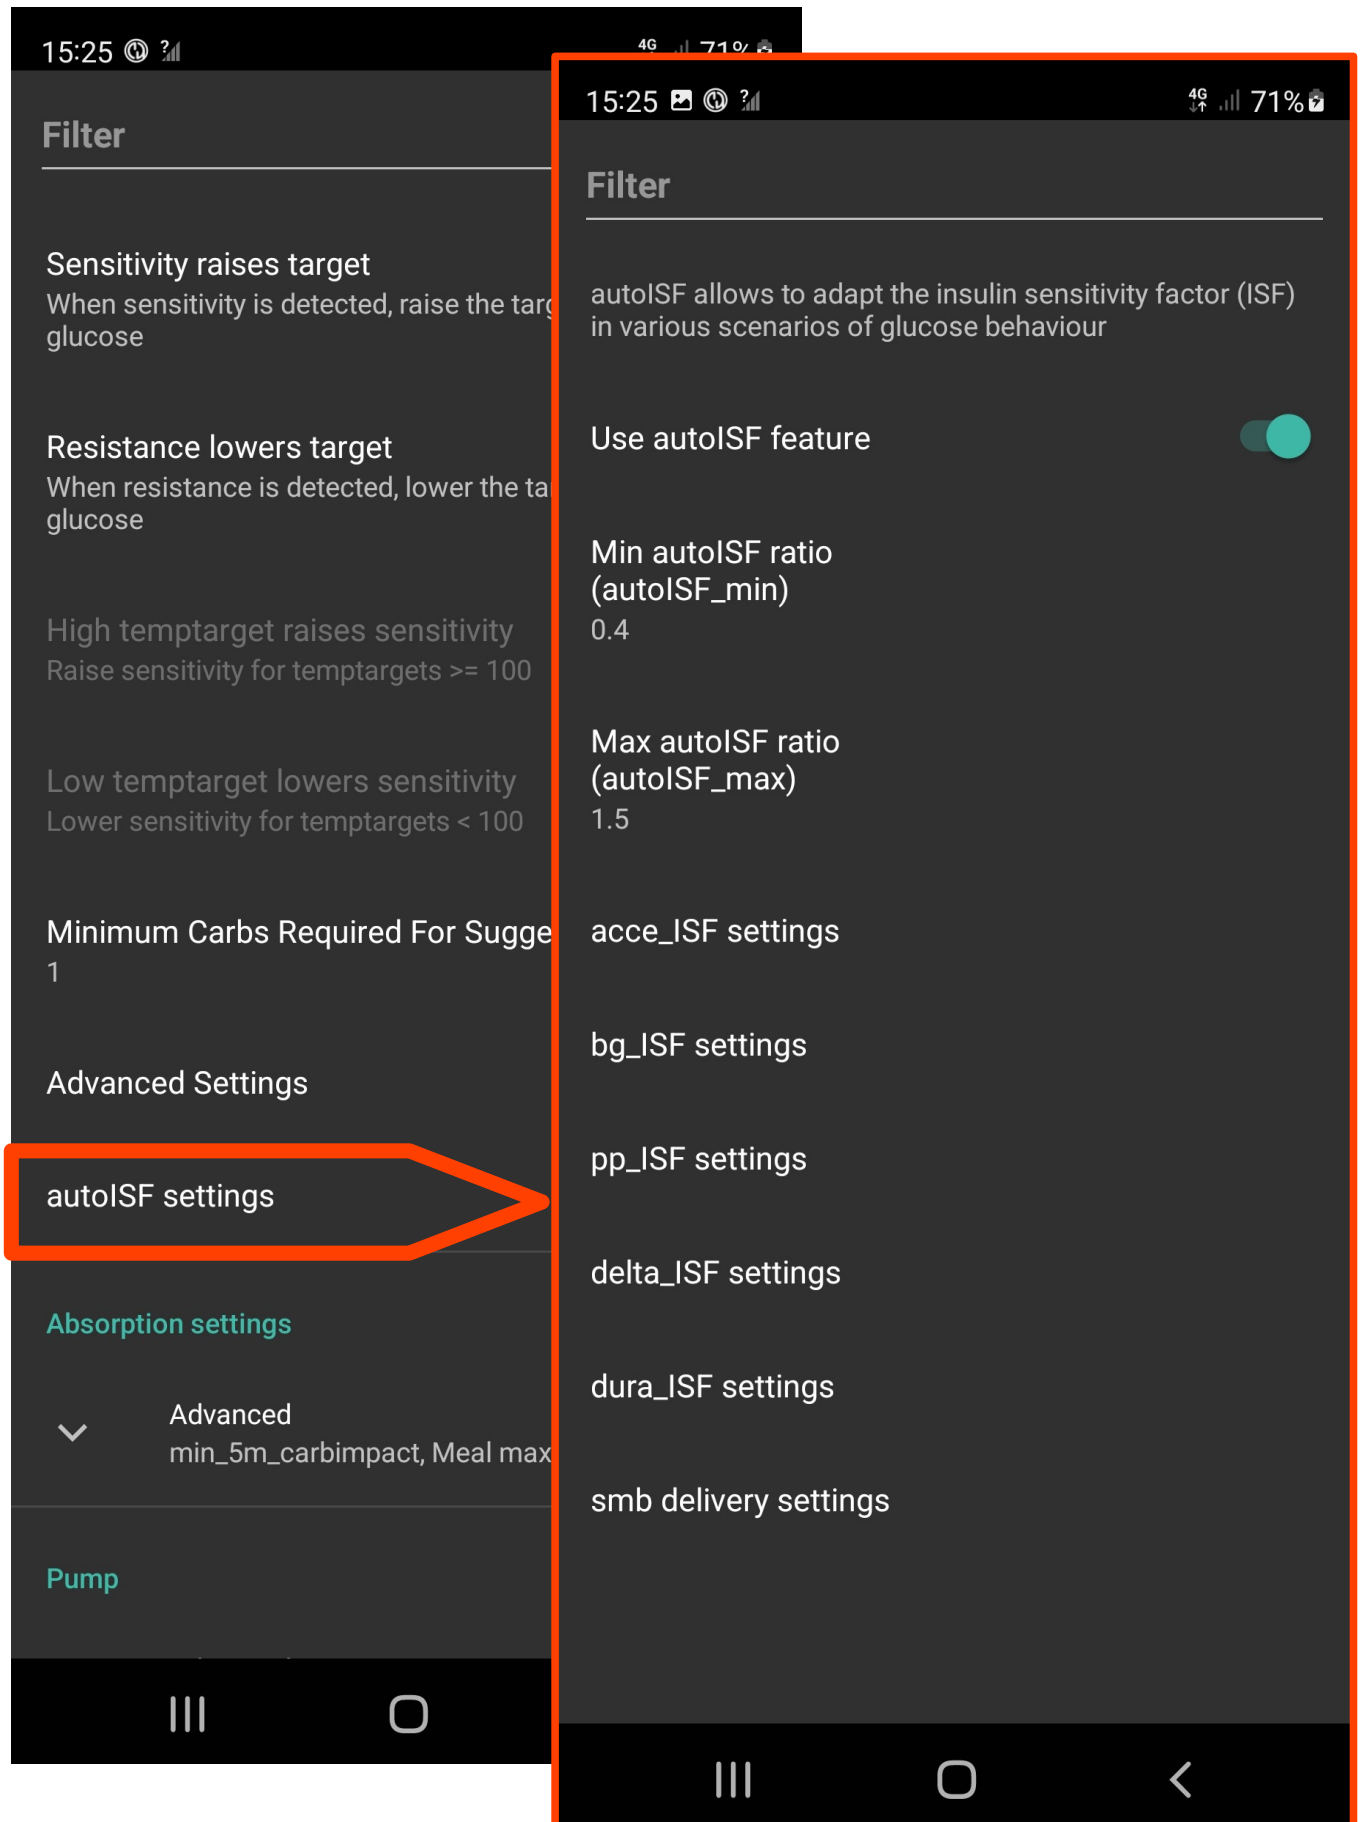 15:25
4G 71%
Filter
Sensitivity raises target
When sensitivity is detected, raise the targ
glucose
Resistance lowers target
When resistance is detected, lower the ta
glucose
High temptarget raises sensitivity
Raise sensitivity for temptargets >= 100
Low temptarget lowers sensitivity
Lower sensitivity for temptargets < 100
Minimum Carbs Required For Sugge
1
Advanced Settings
autoISF settings
Absorption settings
Advanced
min_5m_carbimpact, Meal max
Pump
15:25
4G 71%
Filter
autoISF allows to adapt the insulin sensitivity factor (ISF)
in various scenarios of glucose behaviour
Use autoISF feature
Min autoISF ratio
(autoISF_min)
0.4
Max autoISF ratio
(autoISF_max)
1.5
acce_ISF settings
bg_ISF settings
pp_ISF settings
delta_ISF settings
dura_ISF settings
smb delivery settings